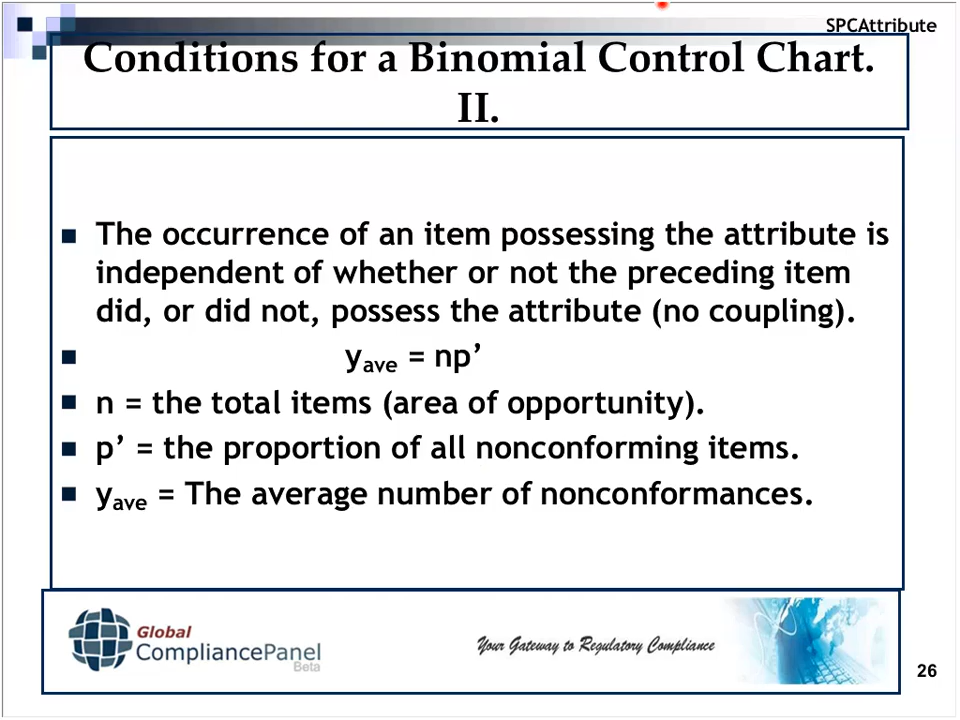 SPCAttribute
Conditions for a Binomial Control Chart.
II.
The occurrence of an item possessing the attribute is
independent of whether or not the preceding item
did, or did not, possess the attribute (no coupling).
yave = np’
n = the total items (area of opportunity).
p’ = the proportion of all nonconforming items.
yave = The average number of nonconformances.
Global
CompliancePanel
Beta
Your Gateway to Regulatory Compliance
26